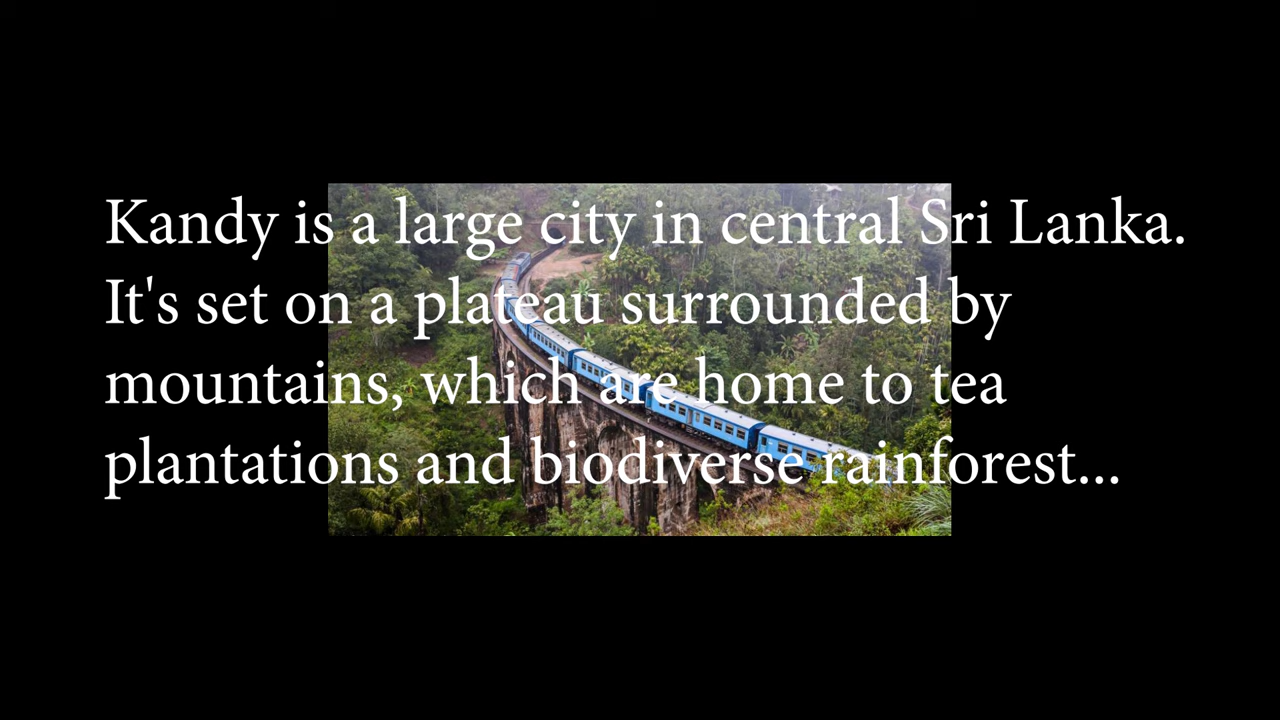 Kandy is a large city in central Sri Lanka.
It's set on a plateau surrounded by
mountains, which are home to tea
plantations and biodiverse rainforest...